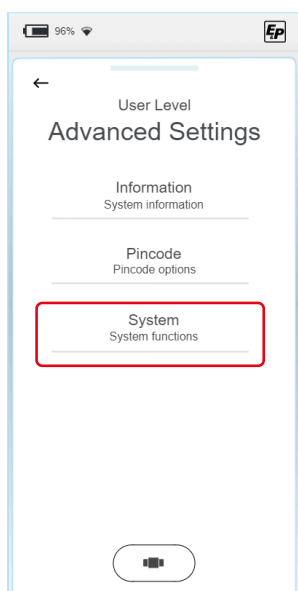 96%
EP
User Level
Advanced Settings
Information
System information
Pincode
Pincode options
System
System functions